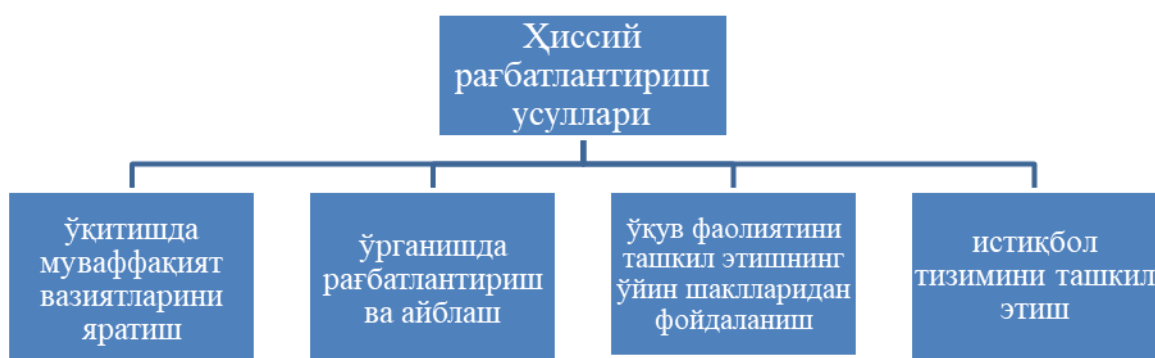 Ҳиссий
рағбатлантириш
усуллари
ўқитишда
муваффақият
вазиятларини
яратиш
ўрганишда
рағбатлантириш
ва айблаш
ўқув фаолиятини
ташкил этишнинг
ўйин шаклларидан
фойдаланиш
истиқбол
тизимини ташкил
этиш